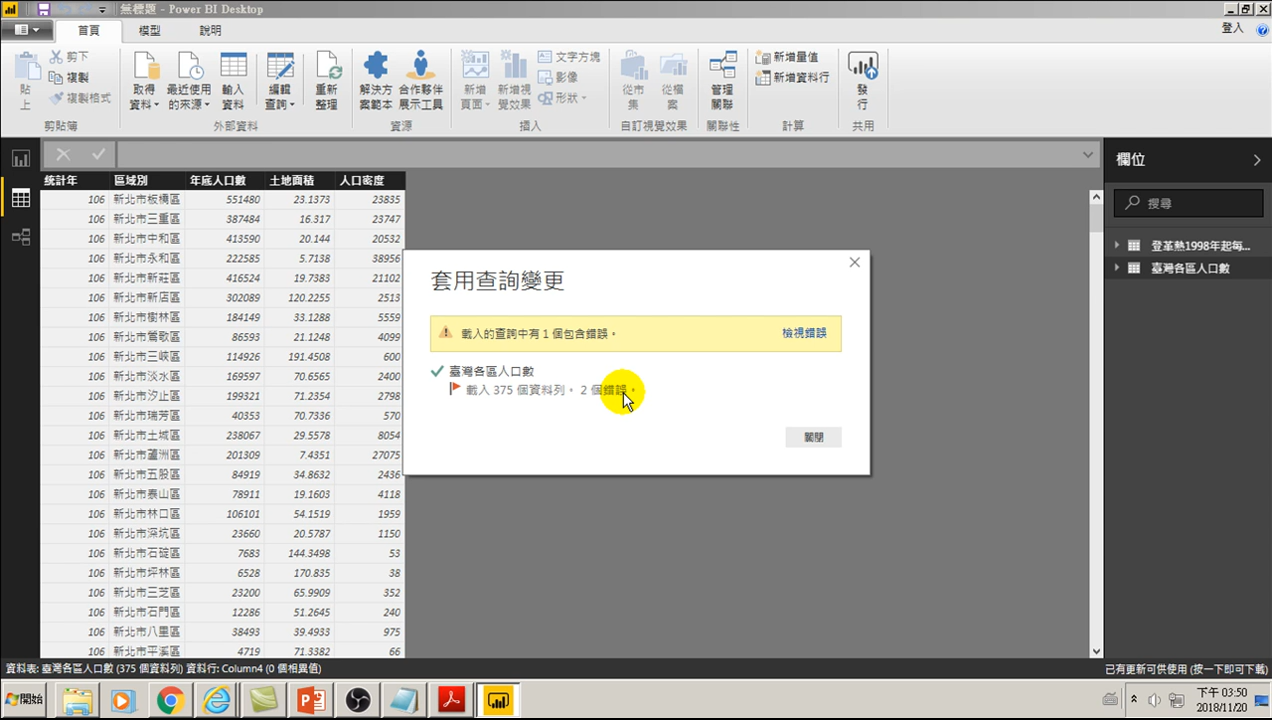 無標題 - Power BI Desktop
首頁 模型 說明 登入
貼上 剪下 複製 複製格式 剪貼簿
取得資料 最近使用的來源 輸入資料 編輯查詢 重新整理 外部資料
解決方案範本 合作夥伴展示工具 資源
新增頁面 新增視覺效果 文字方塊 影像 形狀 插入
從市集 從檔案 自訂視覺效果
管理關聯 關聯性
新增量值 新增資料行 計算
發行 共用
欄位
搜尋
登革熱1998年起每...
臺灣各區人口數
統計年 區域別 年底人口數 土地面積 人口密度
106 新北市板橋區 551480 23.1373 23835
106 新北市三重區 387484 16.317 23747
106 新北市中和區 413590 20.144 20532
106 新北市永和區 222585 5.7138 38956
106 新北市新莊區 416524 19.7383 21102
106 新北市新店區 302089 120.2255 2513
106 新北市樹林區 184149 33.1288 5559
106 新北市鶯歌區 86593 21.1248 4099
106 新北市三峽區 114926 191.4508 600
106 新北市淡水區 169597 70.6565 2400
106 新北市汐止區 199321 71.2354 2798
106 新北市瑞芳區 40353 70.7336 570
106 新北市土城區 238067 29.5578 8054
106 新北市蘆洲區 201309 7.4351 27075
106 新北市五股區 84919 34.8632 2436
106 新北市泰山區 78911 19.1603 4118
106 新北市林口區 106101 54.1519 1959
106 新北市深坑區 23660 20.5787 1150
106 新北市石碇區 7683 144.3498 53
106 新北市坪林區 6528 170.835 38
106 新北市三芝區 23200 65.9909 352
106 新北市石門區 12286 51.2645 240
106 新北市八里區 38493 39.4933 975
106 新北市平溪區 4719 71.3382 66
套用查詢變更
載入的查詢中有 1 個包含錯誤。 檢視錯誤
臺灣各區人口數
載入 375 個資料列。 2 個錯誤。
關閉
資料表: 臺灣各區人口數 (375 個資料列) 資料行: Column4 (0 個相異值)
已有更新可供使用 (按一下即可下載)
開始
下午 03:50
2018/11/20